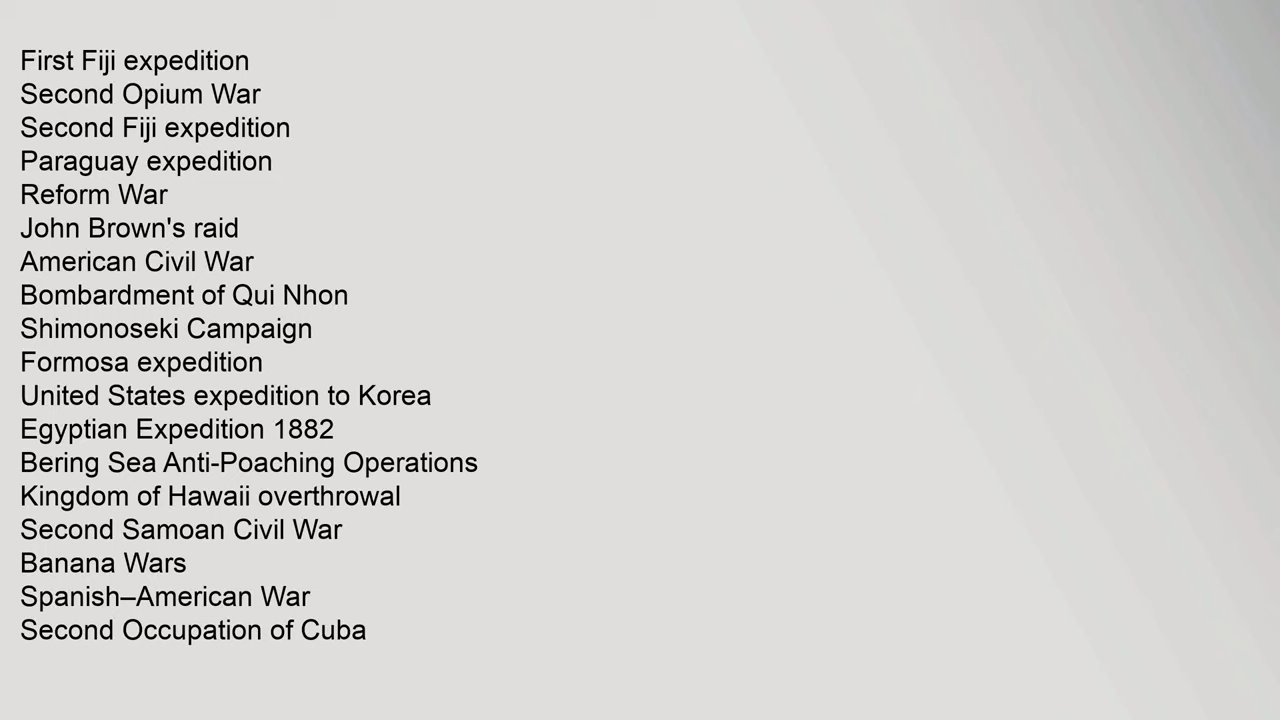 First Fiji expedition
Second Opium War
Second Fiji expedition
Paraguay expedition
Reform War
John Brown's raid
American Civil War
Bombardment of Qui Nhon
Shimonoseki Campaign
Formosa expedition
United States expedition to Korea
Egyptian Expedition 1882
Bering Sea Anti-Poaching Operations
Kingdom of Hawaii overthrowal
Second Samoan Civil War
Banana Wars
Spanish–American War
Second Occupation of Cuba